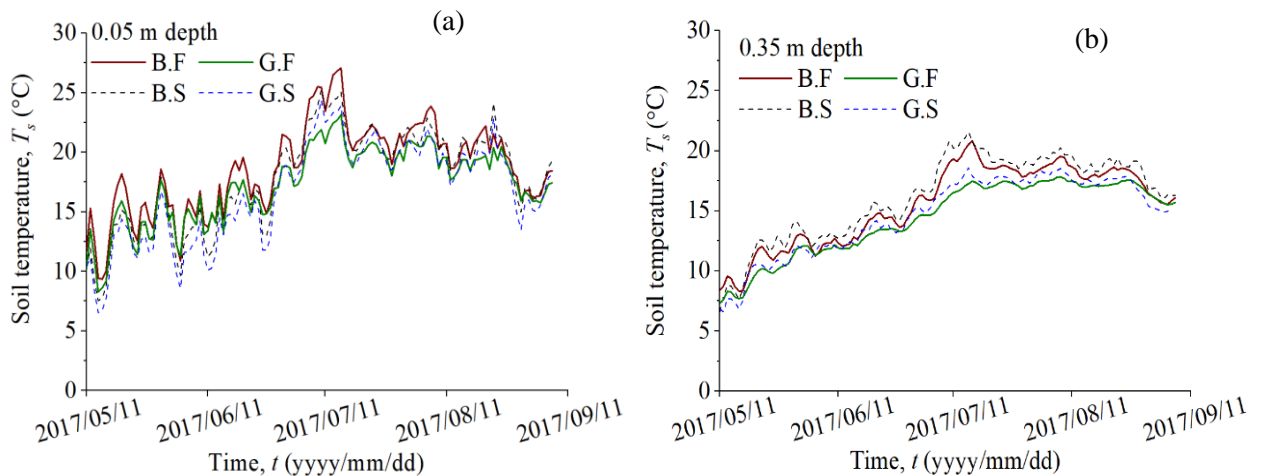 (a)
0.05 m depth
B.F G.F
B.S G.S
Soil temperature, T_s (°C)
30
25
20
15
10
5
0
2017/05/11 2017/06/11 2017/07/11 2017/08/11 2017/09/11
Time, t (yyyy/mm/dd)
(b)
0.35 m depth
B.F G.F
B.S G.S
Soil temperature, T_s (°C)
30
25
20
15
10
5
0
2017/05/11 2017/06/11 2017/07/11 2017/08/11 2017/09/11
Time, t (yyyy/mm/dd)